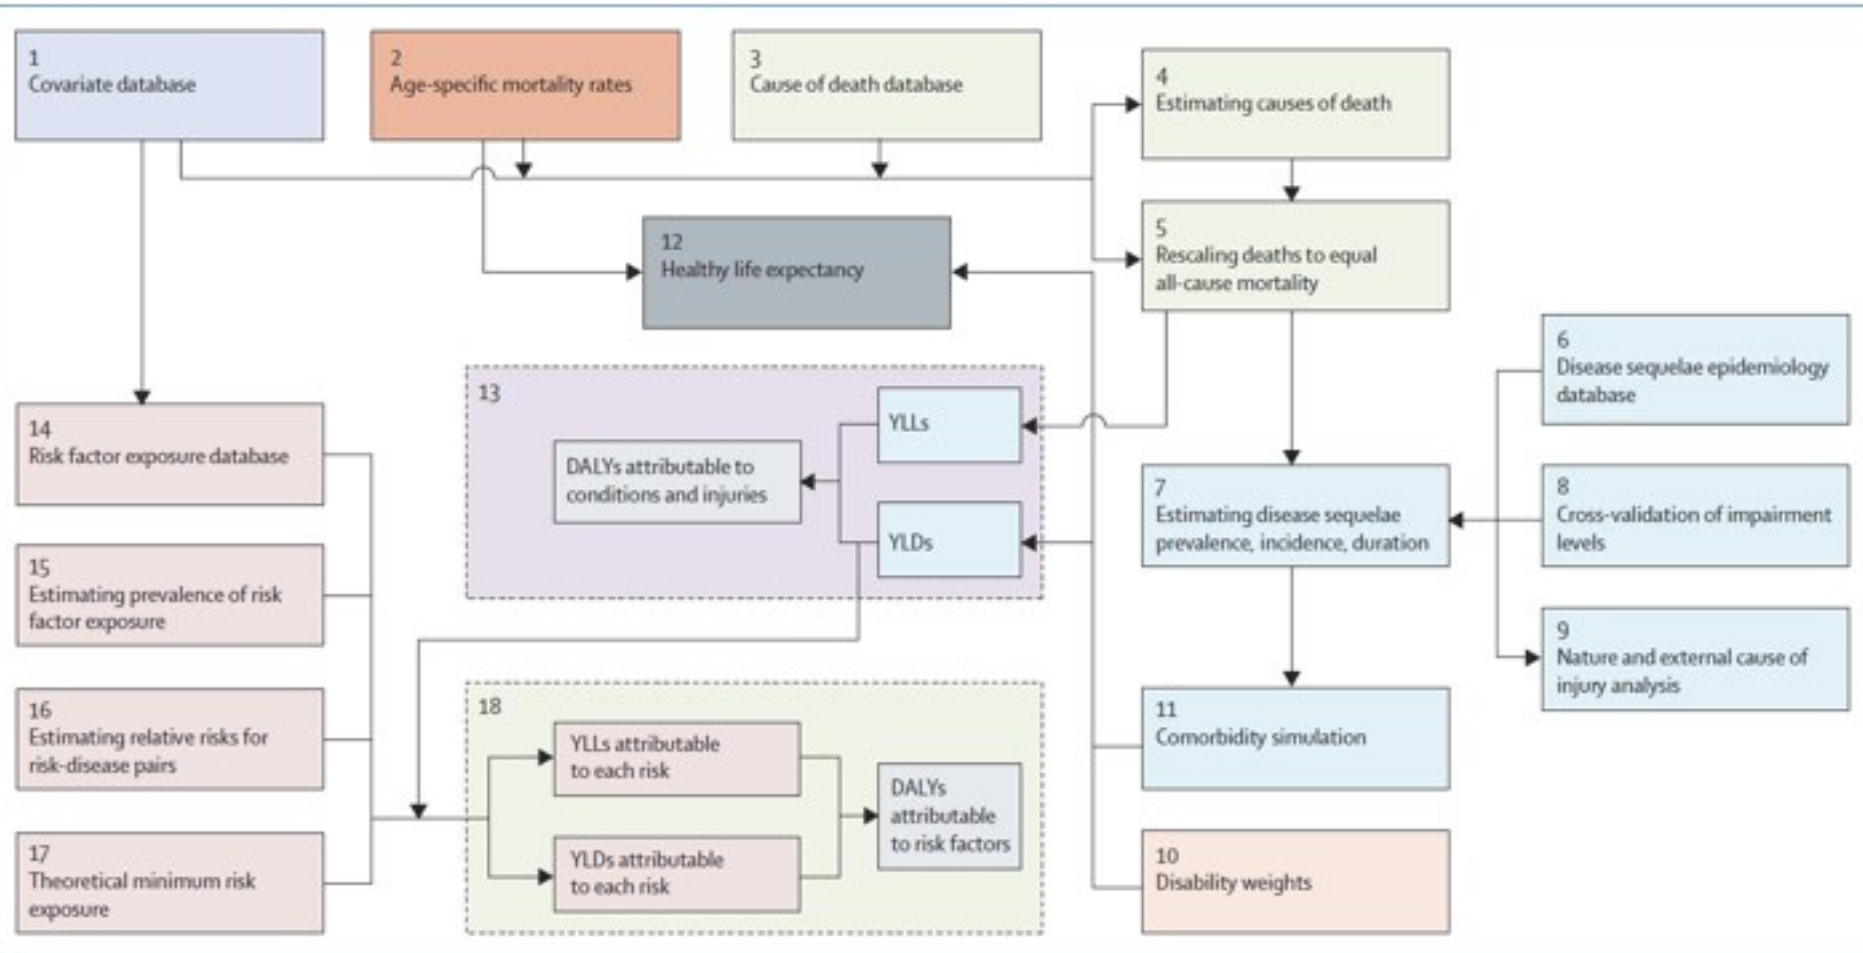 1
Covariate database
2
Age-specific mortality rates
3
Cause of death database
4
Estimating causes of death
5
Rescaling deaths to equal
all-cause mortality
12
Healthy life expectancy
6
Disease sequelae epidemiology
database
13
YLLs
DALYs attributable to
conditions and injuries
YLDs
14
Risk factor exposure database
7
Estimating disease sequelae
prevalence, incidence, duration
8
Cross-validation of impairment
levels
15
Estimating prevalence of risk
factor exposure
9
Nature and external cause of
injury analysis
16
Estimating relative risks for
risk-disease pairs
18
YLLs attributable
to each risk
DALYs
attributable
to risk factors
YLDs attributable
to each risk
11
Comorbidity simulation
17
Theoretical minimum risk
exposure
10
Disability weights